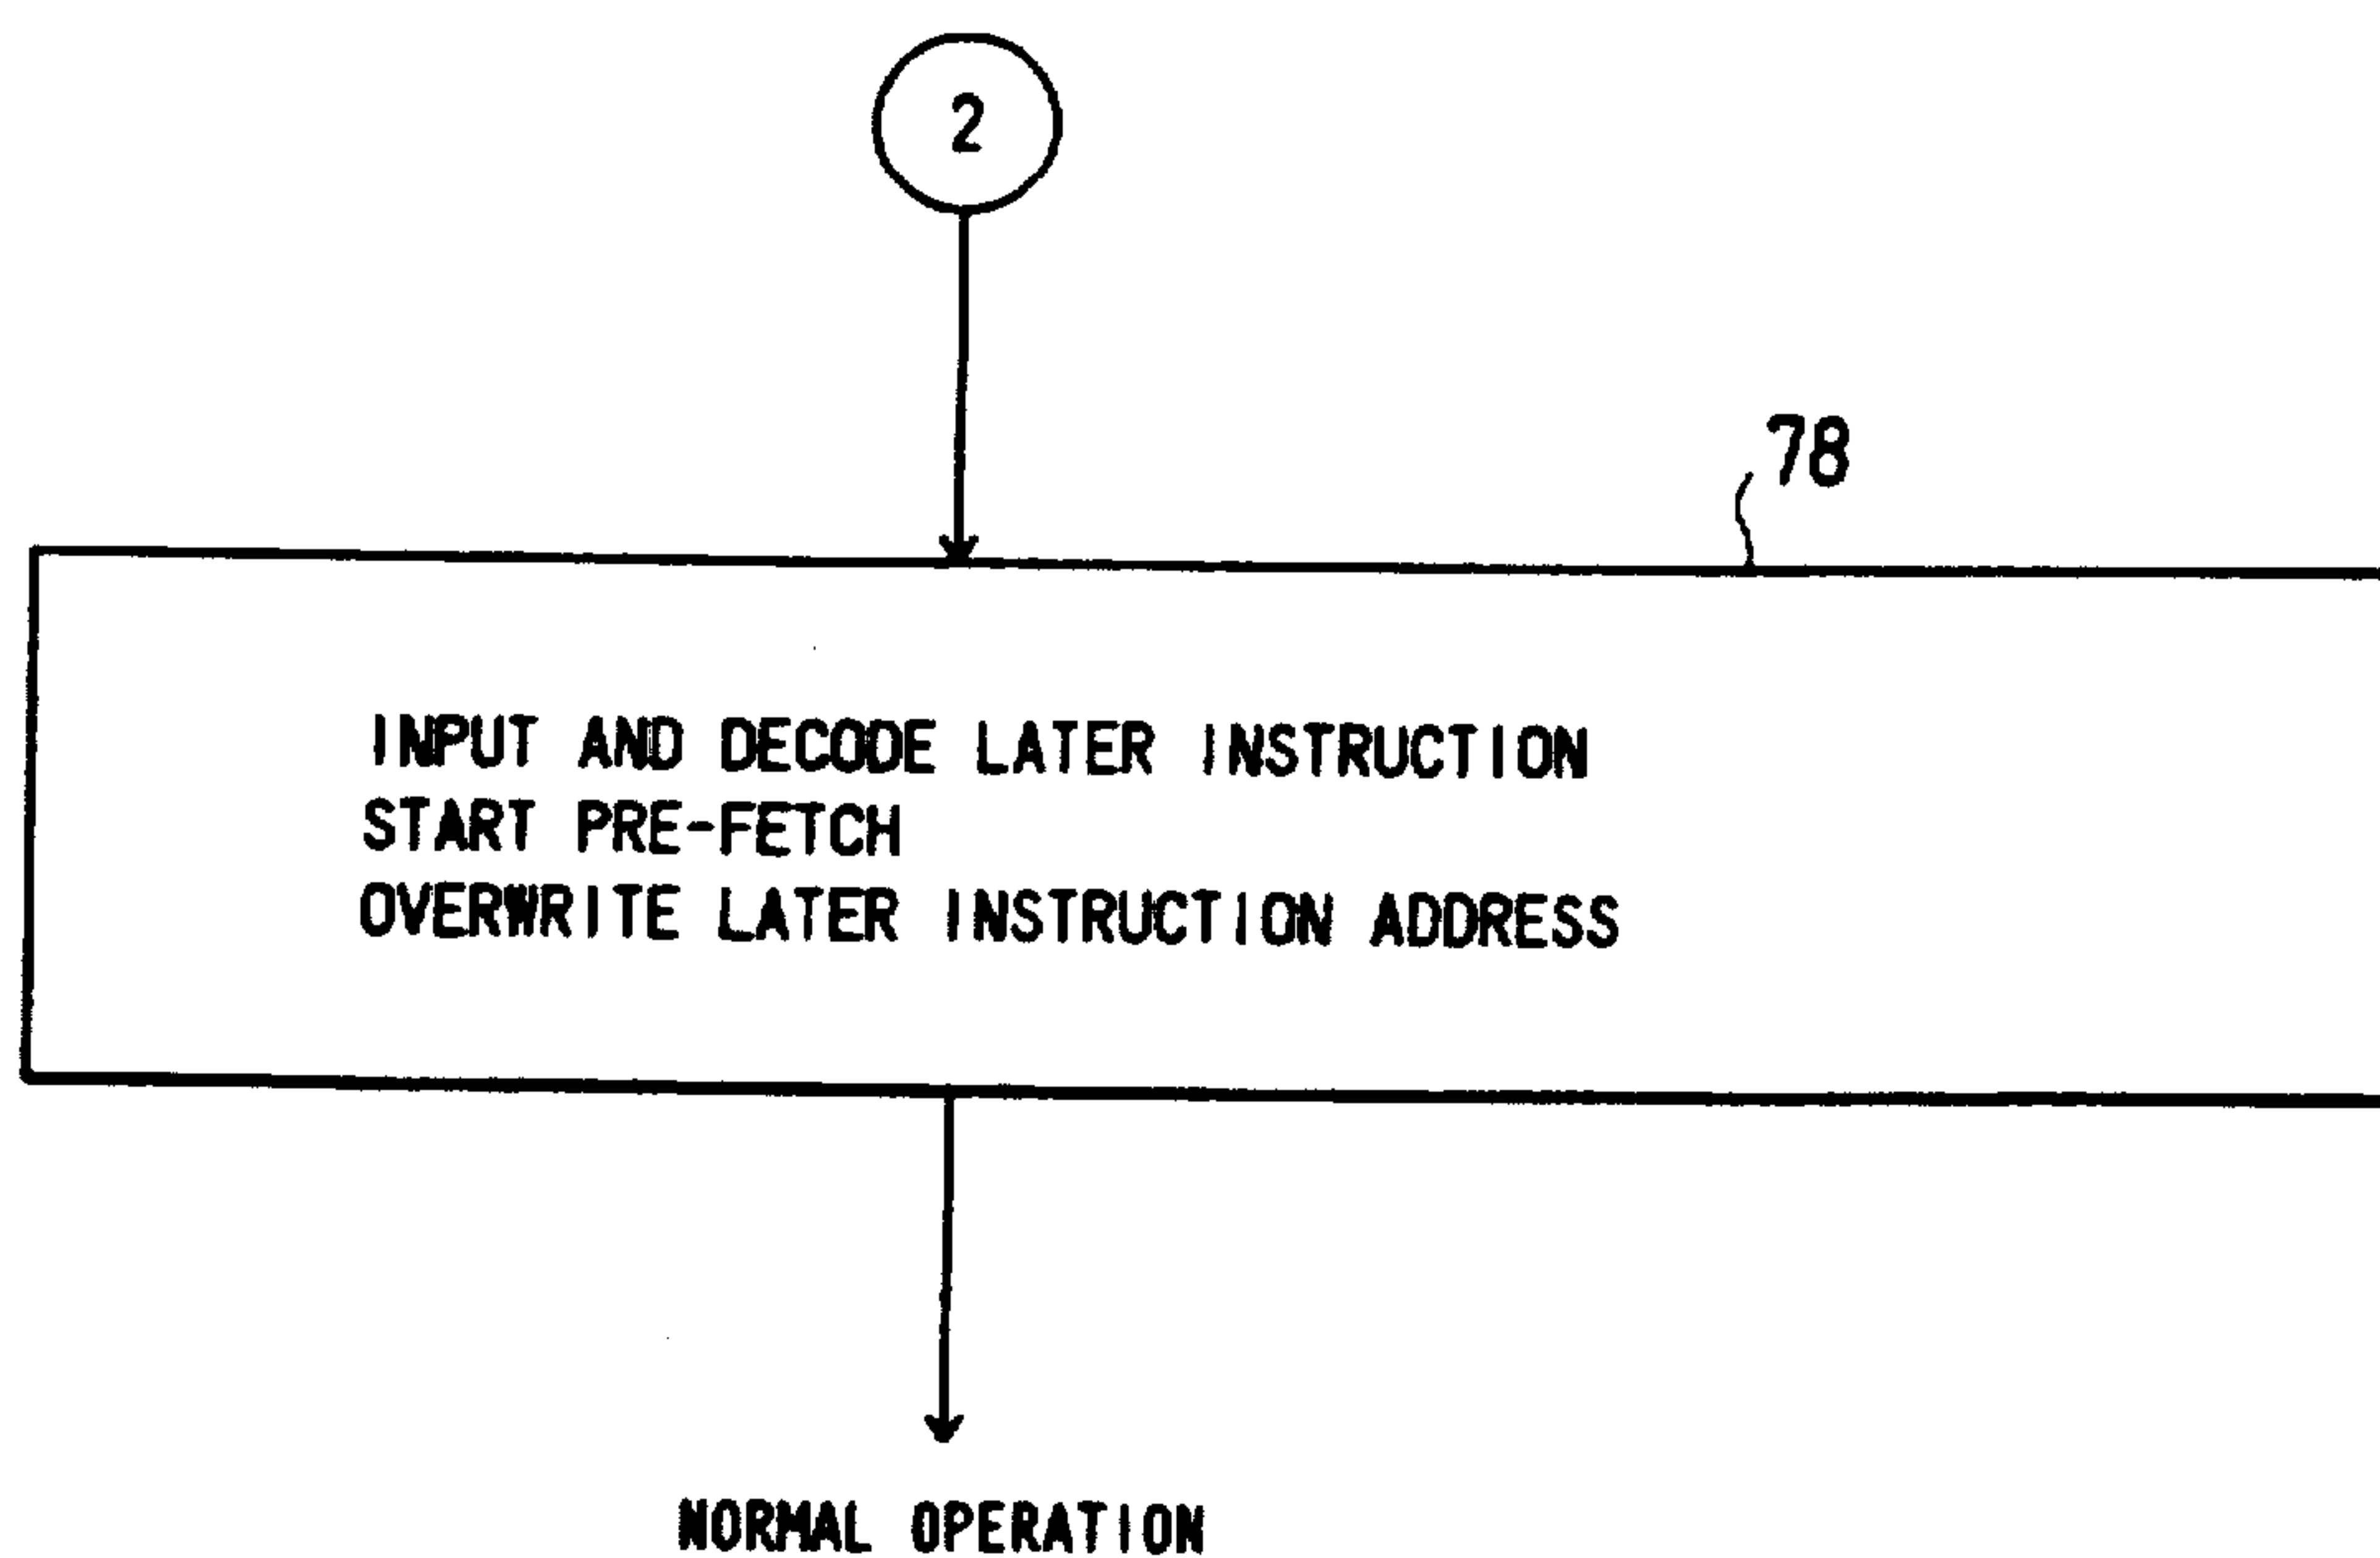 2
78
INPUT AND DECODE LATER INSTRUCTION
START PRE-FETCH
OVERWRITE LATER INSTRUCTION ADDRESS
NORMAL OPERATION